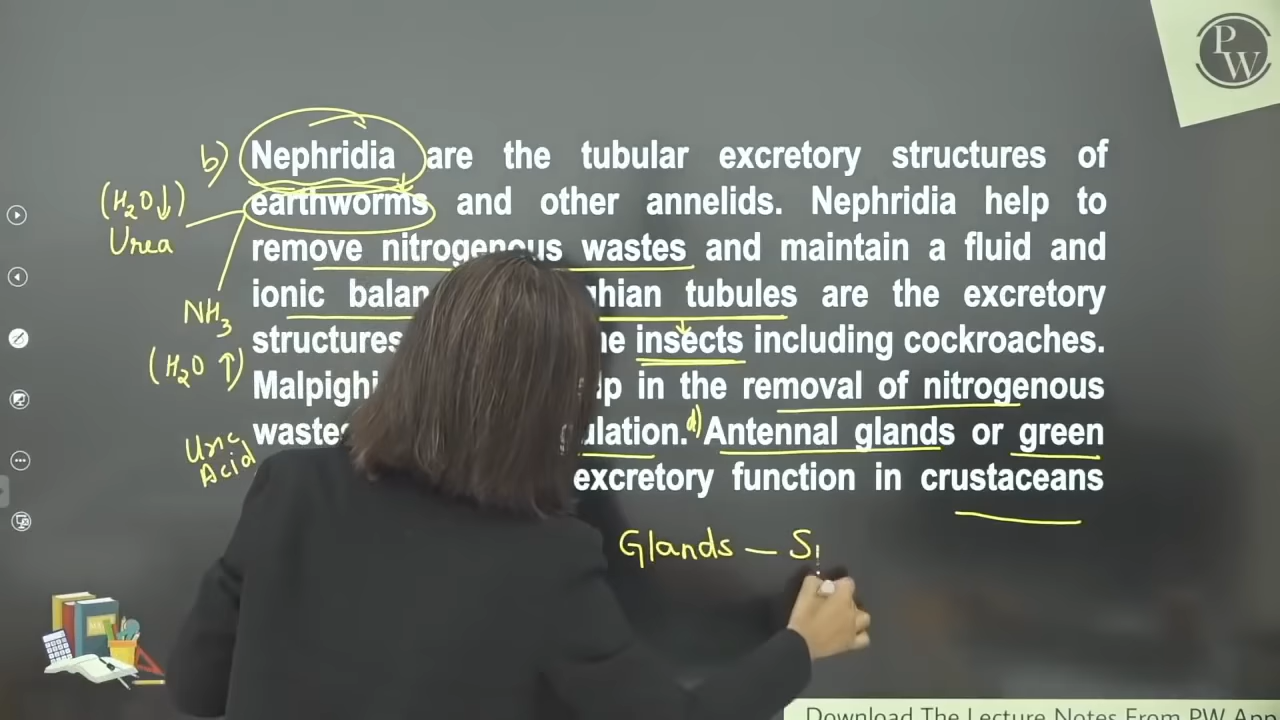 PW
b) Nephridia are the tubular excretory structures of
(H₂O↓) earthworms and other annelids. Nephridia help to
Urea remove nitrogenous wastes and maintain a fluid and
ionic balan ghian tubules are the excretory
NH₃ structures insects including cockroaches.
(H₂O ↑) Malpighi in the removal of nitrogenous
wastes ulation. d) Antennal glands or green
Uric
Acid
excretory function in crustaceans
Glands —
Download The Lecture Notes From PW App